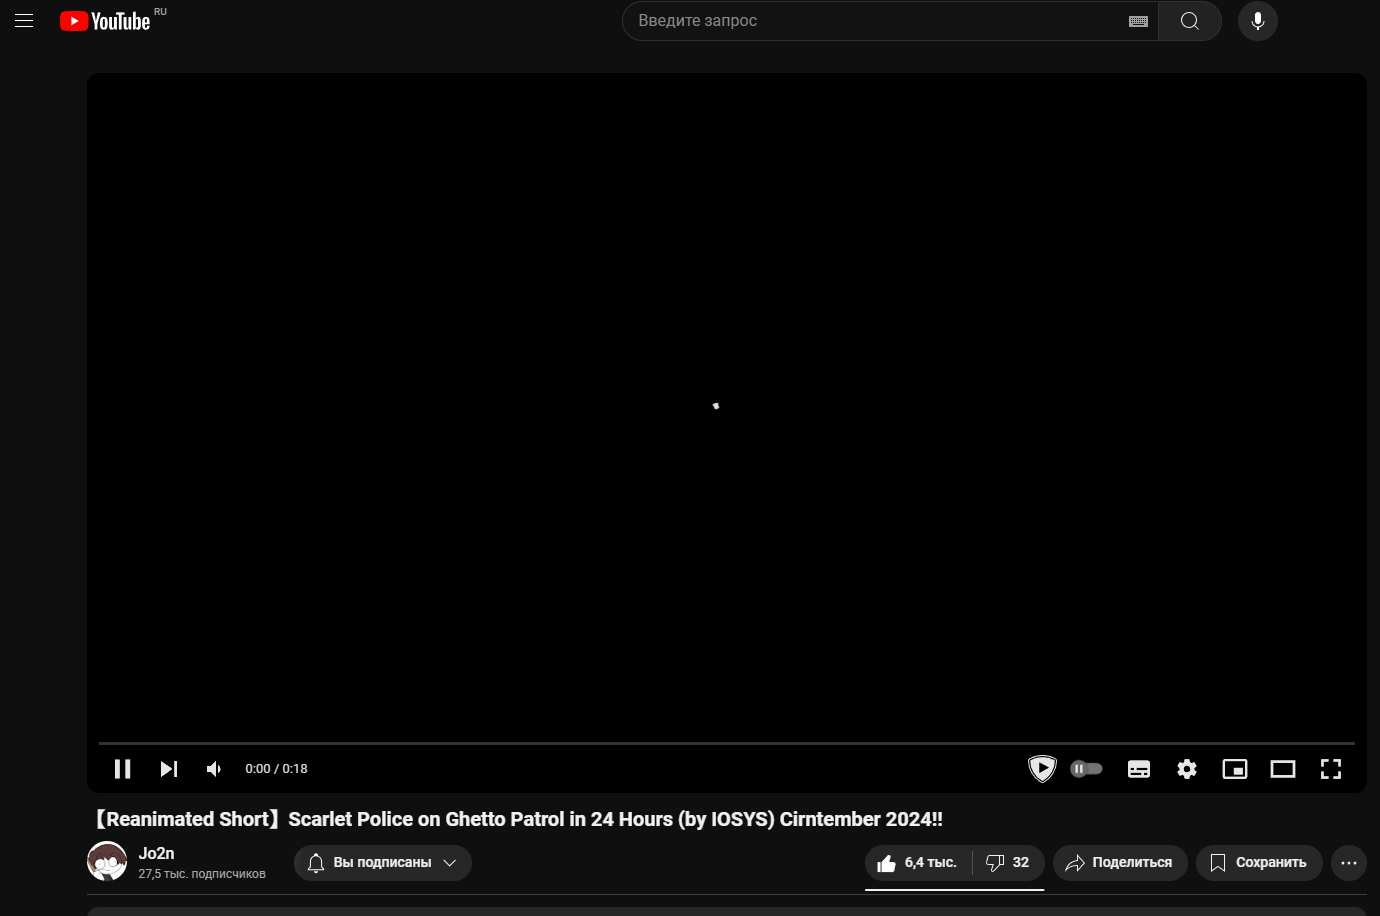 YouTube RU
Введите запрос
0:00 / 0:18
【Reanimated Short】Scarlet Police on Ghetto Patrol in 24 Hours (by IOSYS) Cirntember 2024!!
Jo2n
27,5 тыс. подписчиков
Вы подписаны
6,4 тыс.
32
Поделиться
Сохранить